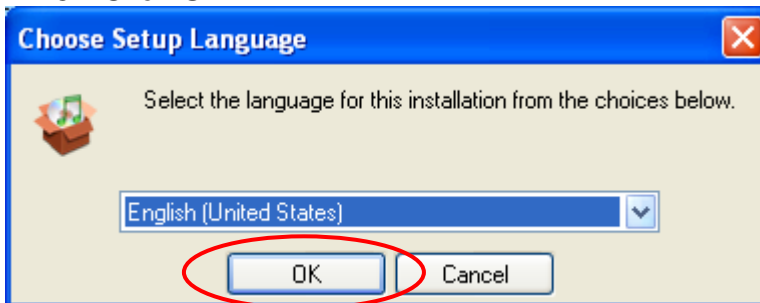 Choose Setup Language
Select the language for this installation from the choices below.
English (United States)
OK Cancel